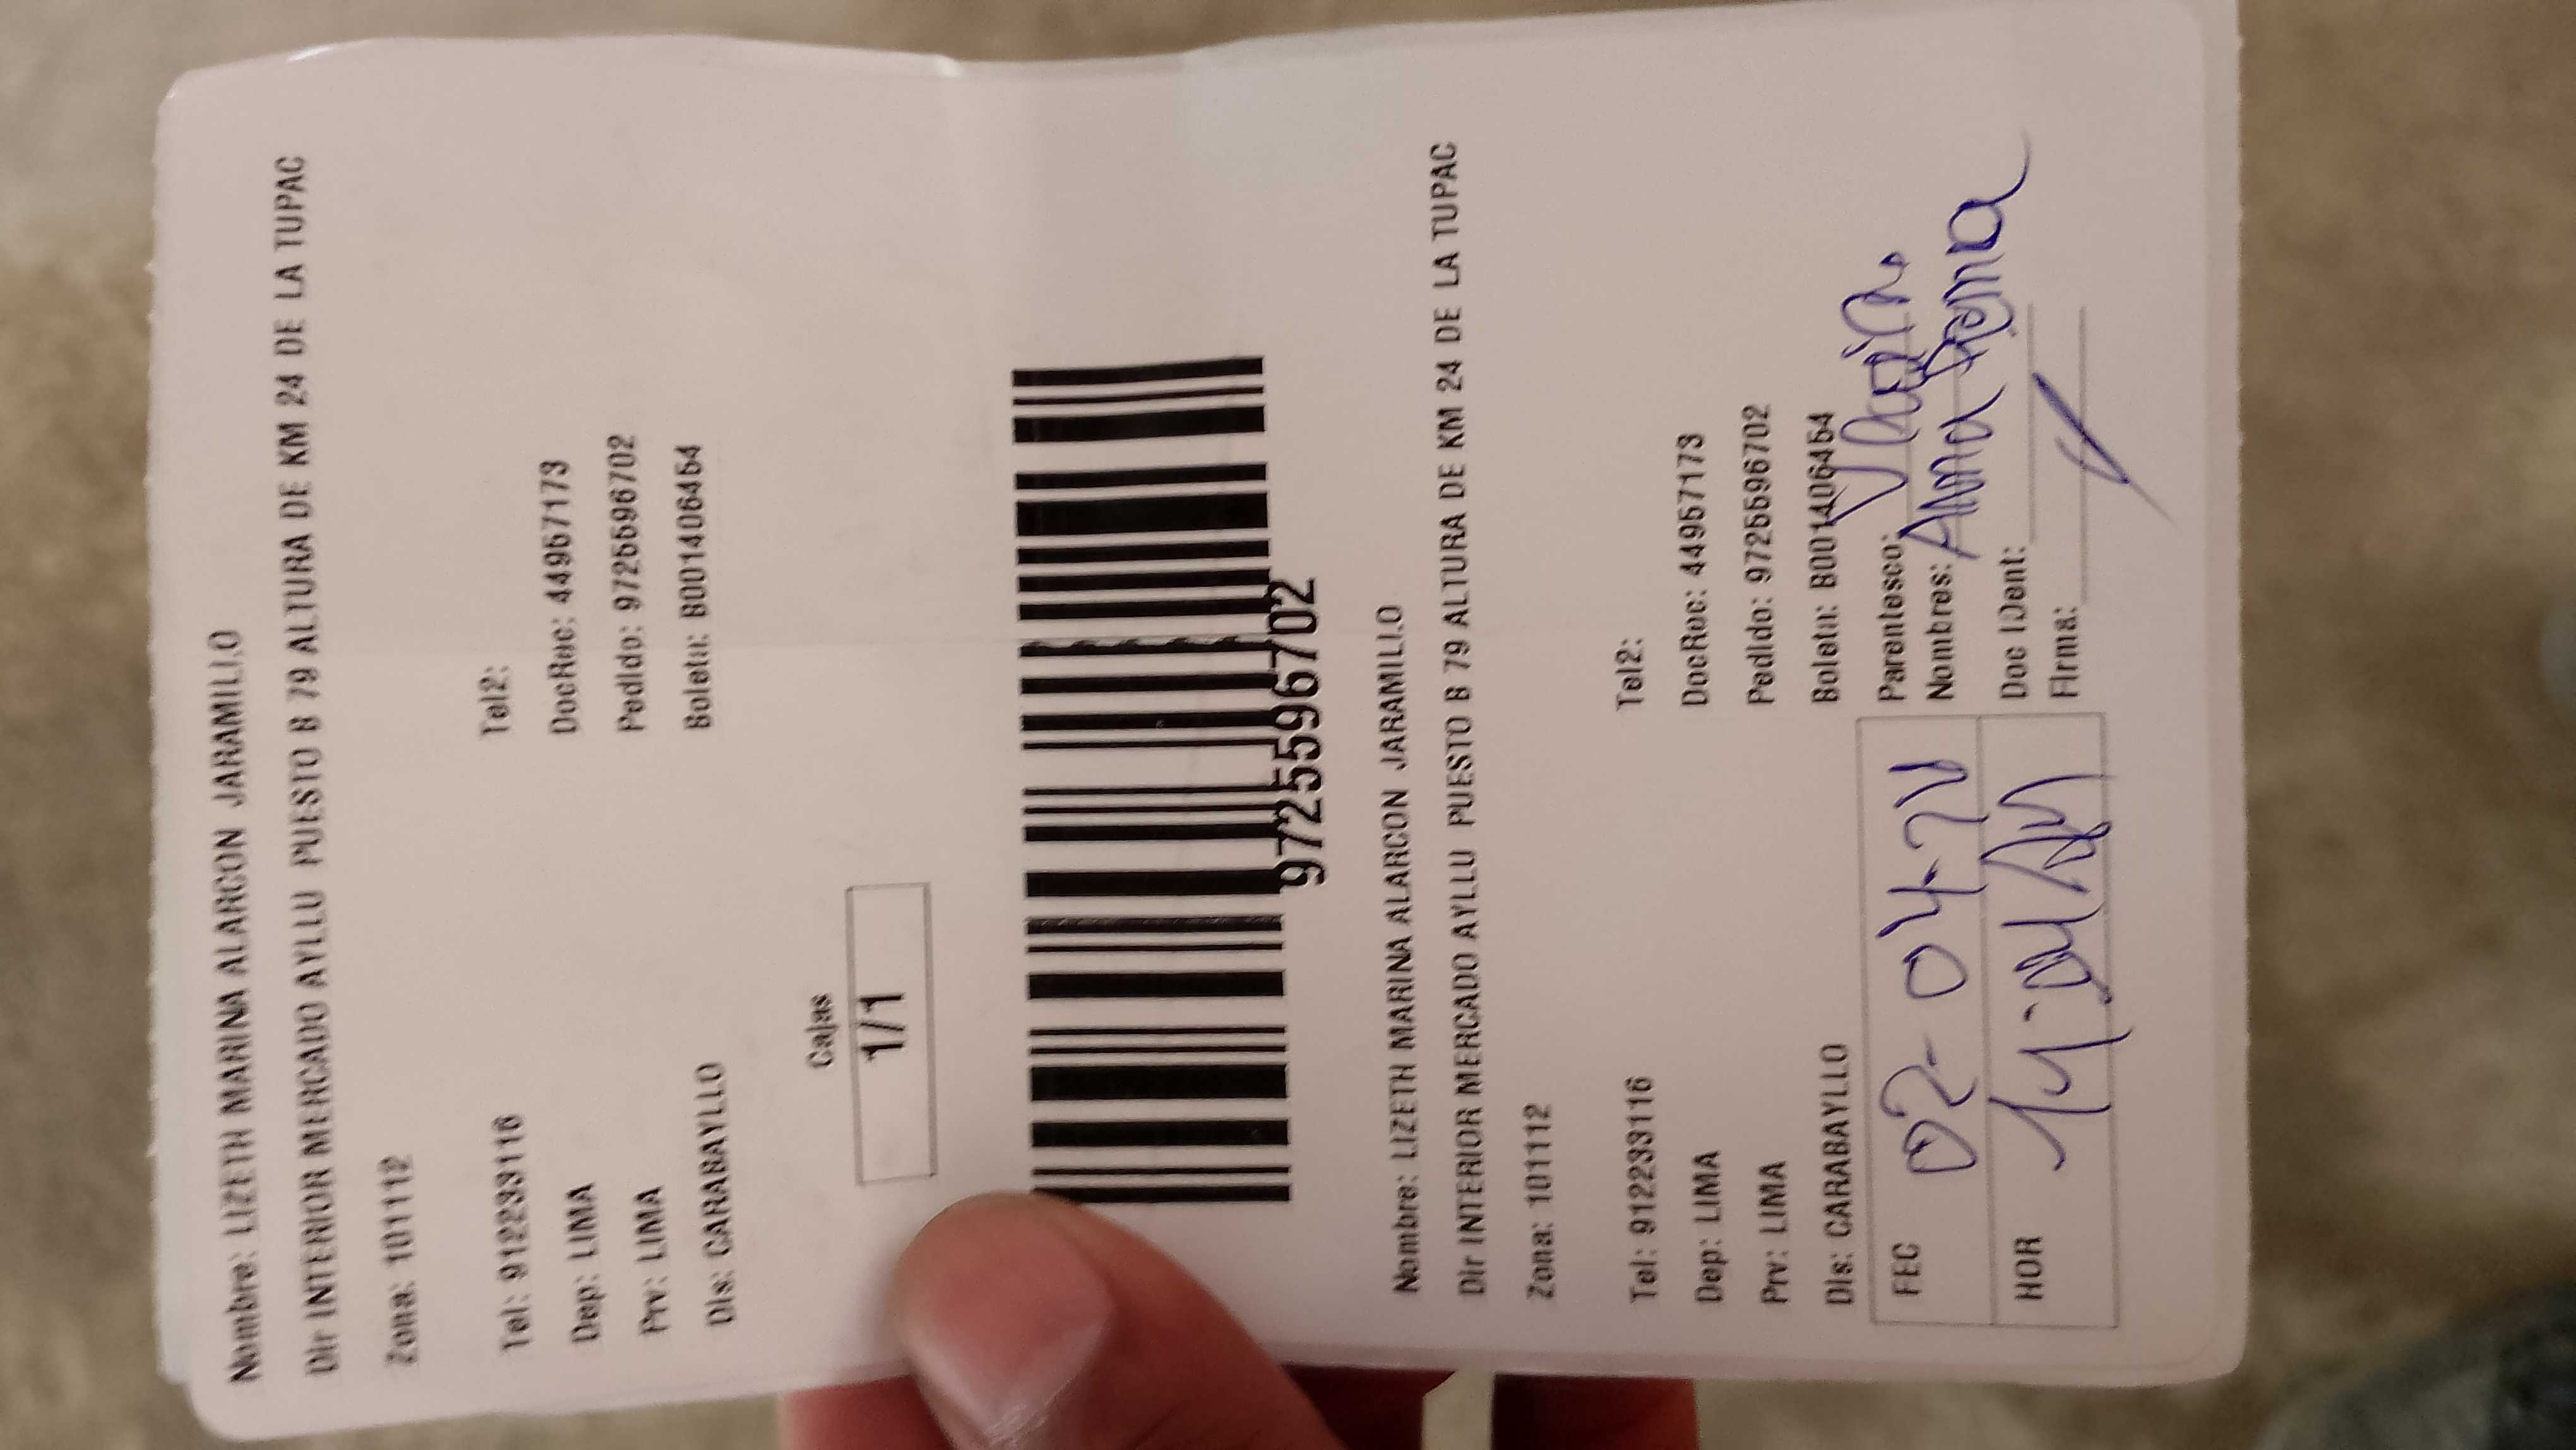 Nombre: LIZETH MARINA ALARCON JARAMILLO
Dir INTERIOR MERCADO AYLLU PUESTO B 79 ALTURA DE KM 24 DE LA TUPAC
Zona: 101112
Tel: 912233116 Tel2:
Dep: LIMA DocRec: 44957173
Prv: LIMA Pedido: 9725596702
Dis: CARABAYLLO Boleta: B001406454
Cajas
1/1
9725596702
Nombre: LIZETH MARINA ALARCON JARAMILLO
Dir INTERIOR MERCADO AYLLU PUESTO B 79 ALTURA DE KM 24 DE LA TUPAC
Zona: 101112
Tel: 912233116 Tel2:
Dep: LIMA DocRec: 44957173
Prv: LIMA Pedido: 9725596702
Dis: CARABAYLLO Boleta: B001406454
FEC 02-04- Parentesco:
Nombres: Ana
HOR Doc IDent:
Firma: